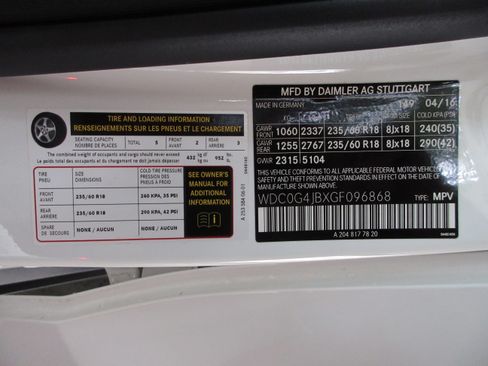 TIRE AND LOADING INFORMATION
RENSEIGNEMENTS SUR LES PNEUS ET LE CHARGEMENT
SEATING CAPACITY
NOMBRE DE PLACES
TOTAL 5
FRONT
AVANT 2
REAR
ARRIÈRE 3
The combined weight of occupants and cargo should never exceed
Le poids total des occupants et du chargement ne doit jamais dépasser
432 kg or 952 lbs.
TIRE
PNEU
SIZE
DIMENSIONS
COLD TIRE PRESSURE
PRESSION DES PNEUS À FROID
SEE OWNER'S
MANUAL FOR
ADDITIONAL
INFORMATION
FRONT
AVANT
235/60 R18
240 KPA, 35 PSI
REAR
ARRIÈRE
235/60 R18
290 KPA, 42 PSI
SPARE
DE SECOURS
NONE / AUCUN
NONE / AUCUN
A 253 584 06 01
MFD BY DAIMLER AG STUTTGART
MADE IN GERMANY
149 04/16
COLD KPA(PSI)
GAWR
FRONT
1060 2337 235/60 R18 8Jx18 240(35)
GAWR
REAR
1255 2767 235/60 R18 8Jx18 290(42)
GVWR 2315 5104
THIS VEHICLE CONFORMS TO ALL APPLICABLE FEDERAL MOTOR VEHICLE
SAFETY AND THEFT PREVENTION STANDARDS IN EFFECT
ON THE DATE OF MANUFACTURE SHOWN ABOVE.
WDC0G4JBXGF096868
TYPE: MPV
A 204 817 78 20